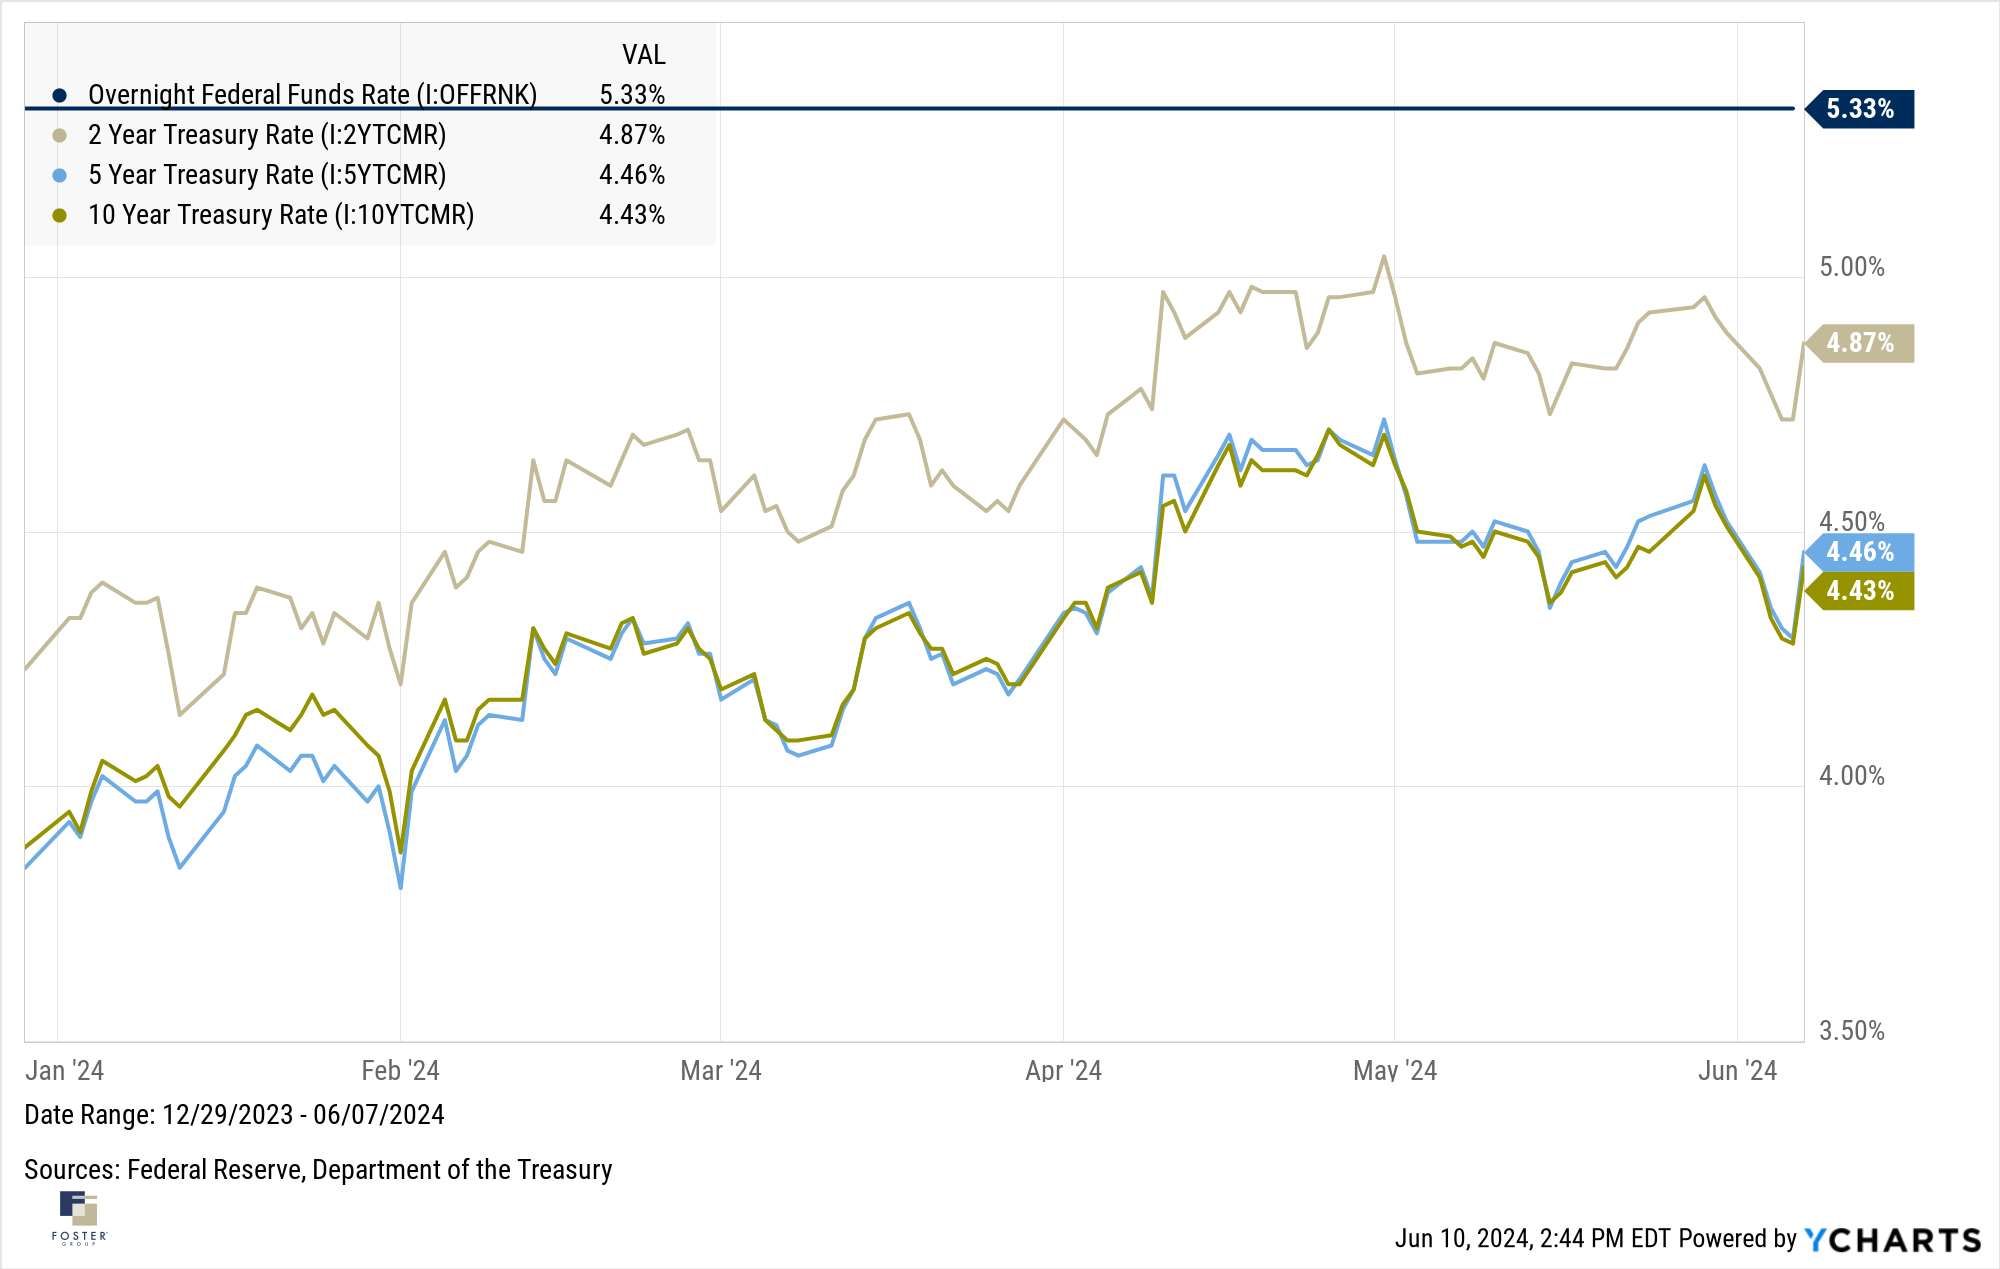 VAL
Overnight Federal Funds Rate (I:OFFRNK) 5.33%
2 Year Treasury Rate (I:2YTCMR) 4.87%
5 Year Treasury Rate (I:5YTCMR) 4.46%
10 Year Treasury Rate (I:10YTCMR) 4.43%
5.33%
5.00%
4.87%
4.50%
4.46%
4.43%
4.00%
3.50%
Jan '24 Feb '24 Mar '24 Apr '24 May '24 Jun '24
Date Range: 12/29/2023 - 06/07/2024
Sources: Federal Reserve, Department of the Treasury
FOSTER
GROUP
Jun 10, 2024, 2:44 PM EDT Powered by YCHARTS